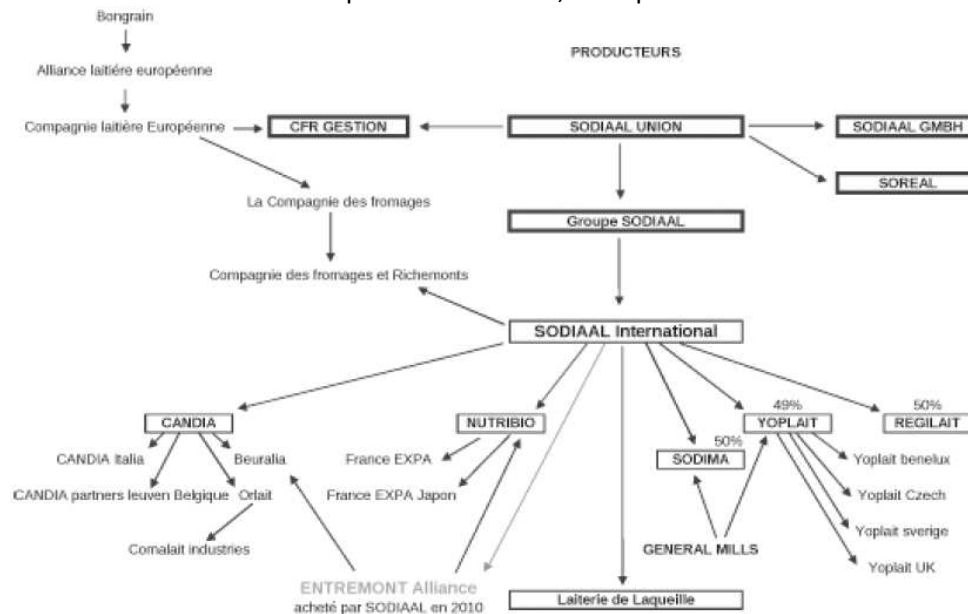 Bongrain
PRODUCTEURS
Alliance laitiére européenne
Compagnie laitière Européenne
CFR GESTION
SODIAAL UNION
SODIAAL GMBH
SOREAL
La Compagnie des fromages
Groupe SODIAAL
Compagnie des fromages et Richemonts
SODIAAL International
49%
50%
CANDIA
NUTRIBIO
YOPLAIT
REGILAIT
50%
CANDIA Italia
Beuralia
France EXPA
SODIMA
Yoplait benelux
CANDIA partners leuven Belgique
Orlait
France EXPA Japon
Yoplait Czech
Yoplait sverige
Comalait industries
GENERAL MILLS
Yoplait UK
ENTREMONT Alliance
acheté par SODIAAL en 2010
Laiterie de Laqueille